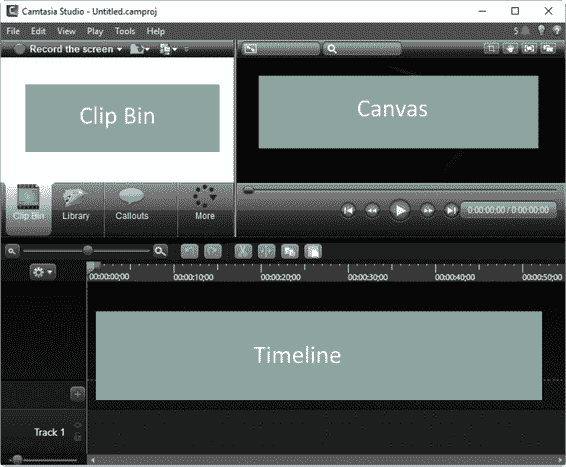 Camtasia Studio - Untitled.camproj
File Edit View Play Tools Help 5
Record the screen
Clip Bin
Canvas
Clip Bin Library Callouts More
0:00:00;00 / 0:00:00;00
00:00:00;00 00:00:10;00 00:00:20;00 00:00:30;00 00:00:40;00 00:00:50;00
Timeline
Track 1